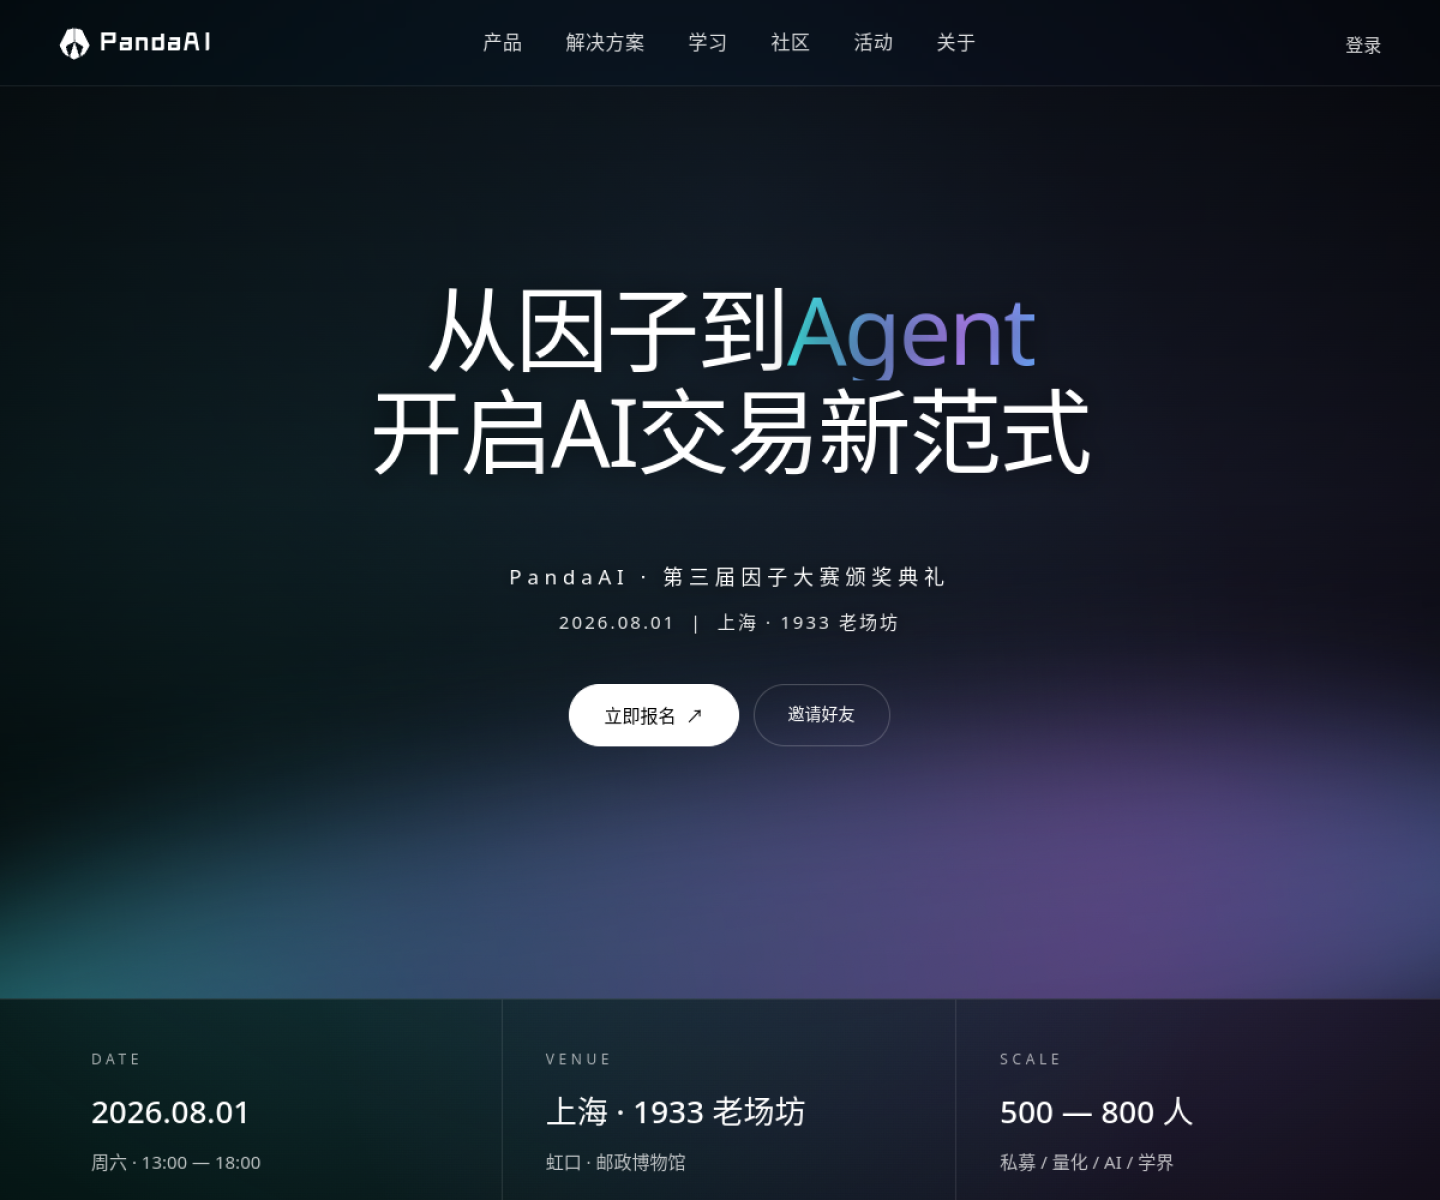 PandaAI
产品 解决方案 学习 社区 活动 关于
登录
从因子到Agent
开启AI交易新范式
PandaAI · 第三届因子大赛颁奖典礼
2026.08.01 | 上海 · 1933 老场坊
立即报名 ↗
邀请好友
DATE
2026.08.01
周六 · 13:00 — 18:00
VENUE
上海 · 1933 老场坊
虹口 · 邮政博物馆
SCALE
500 — 800 人
私募 / 量化 / AI / 学界